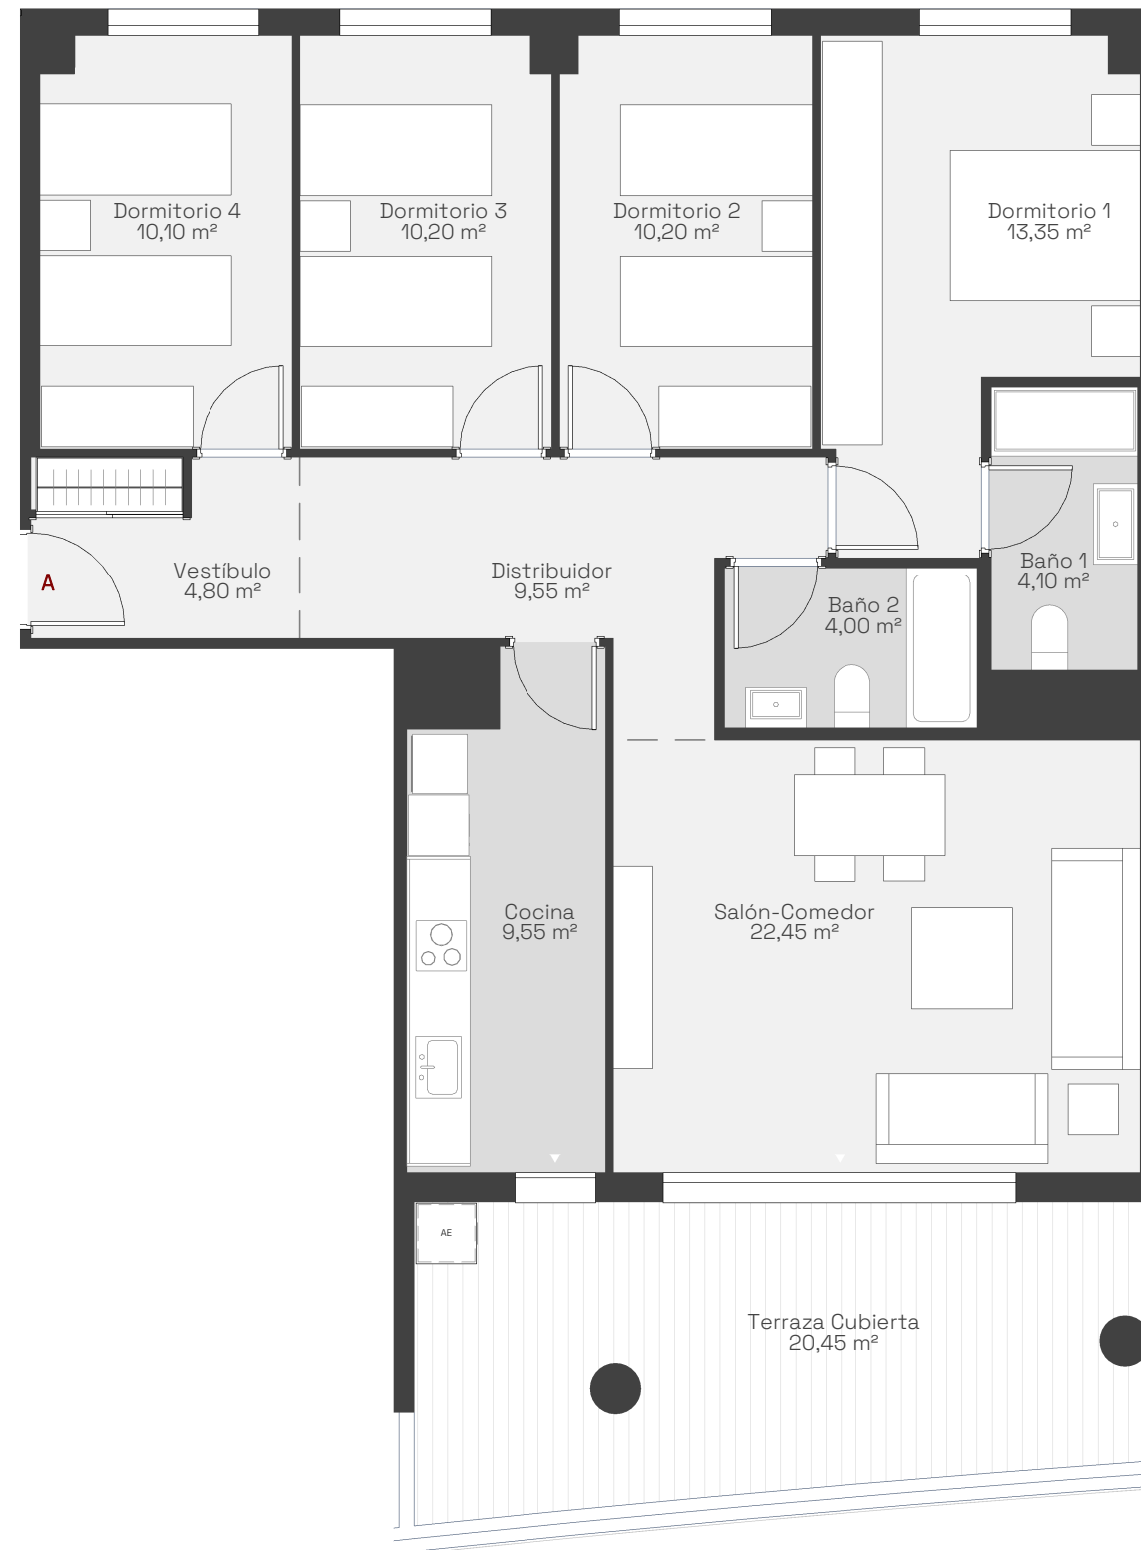 Dormitorio 4
10,10 m²
Dormitorio 3
10,20 m²
Dormitorio 2
10,20 m²
Dormitorio 1
13,35 m²
A
Vestíbulo
4,80 m²
Distribuidor
9,55 m²
Baño 2
4,00 m²
Baño 1
4,10 m²
Cocina
9,55 m²
Salón-Comedor
22,45 m²
AE
Terraza Cubierta
20,45 m²